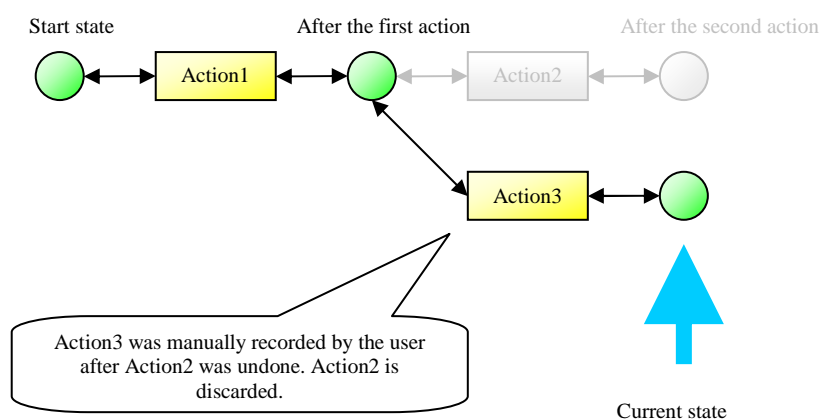 Start state
After the first action
After the second action
Action1
Action2
Action3
Action3 was manually recorded by the user
after Action2 was undone. Action2 is
discarded.
Current state